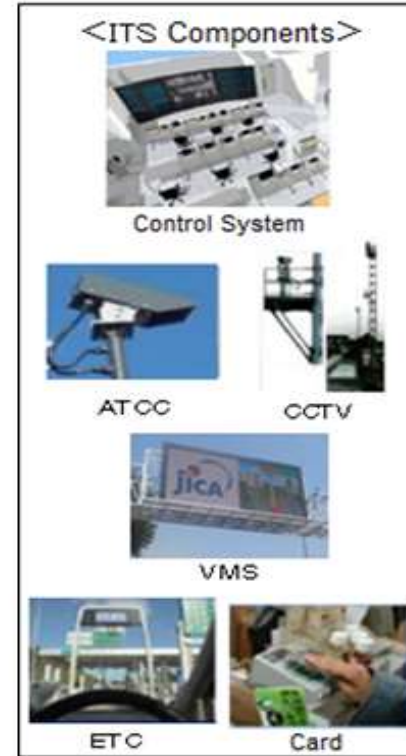 <ITS Components>
Control System
ATCC
CCTV
JICA
VMS
ETC
Card